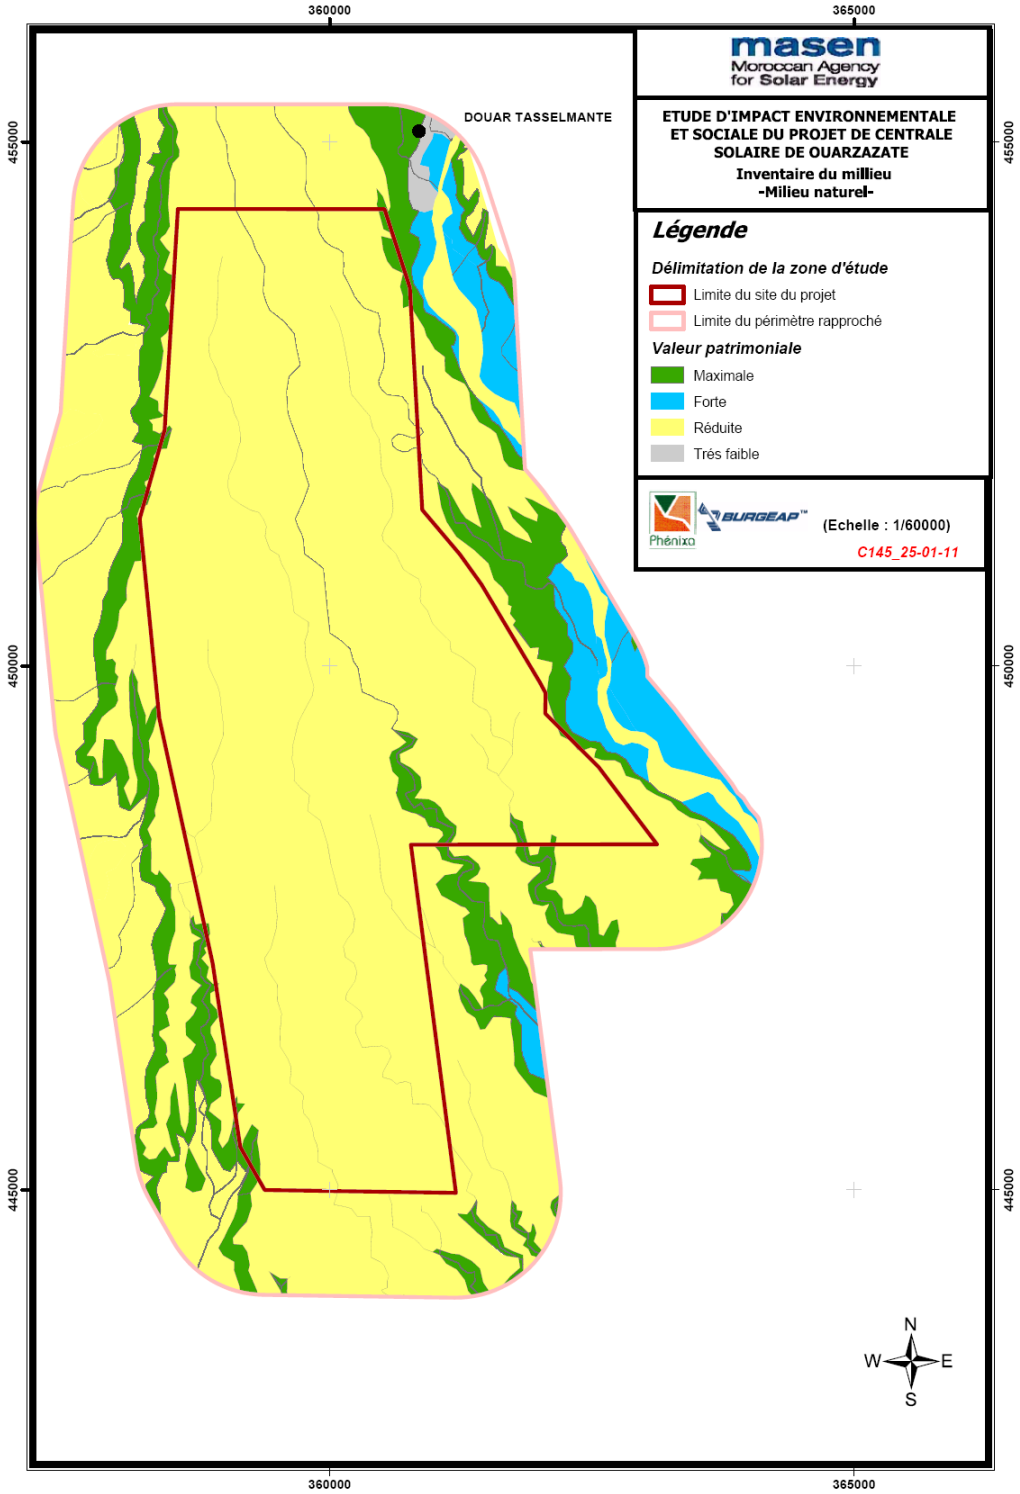 360000
365000
masen
Moroccan Agency
for Solar Energy
ETUDE D'IMPACT ENVIRONNEMENTALE
ET SOCIALE DU PROJET DE CENTRALE
SOLAIRE DE OUARZAZATE
Inventaire du millieu
-Milieu naturel-
DOUAR TASSELMANTE
455000
455000
Légende
Délimitation de la zone d'étude
Limite du site du projet
Limite du périmètre rapproché
Valeur patrimoniale
Maximale
Forte
Réduite
Trés faible
Phénixa
BURGEAP™
(Echelle : 1/60000)
C145_25-01-11
450000
450000
445000
445000
N
W
E
S
360000
365000